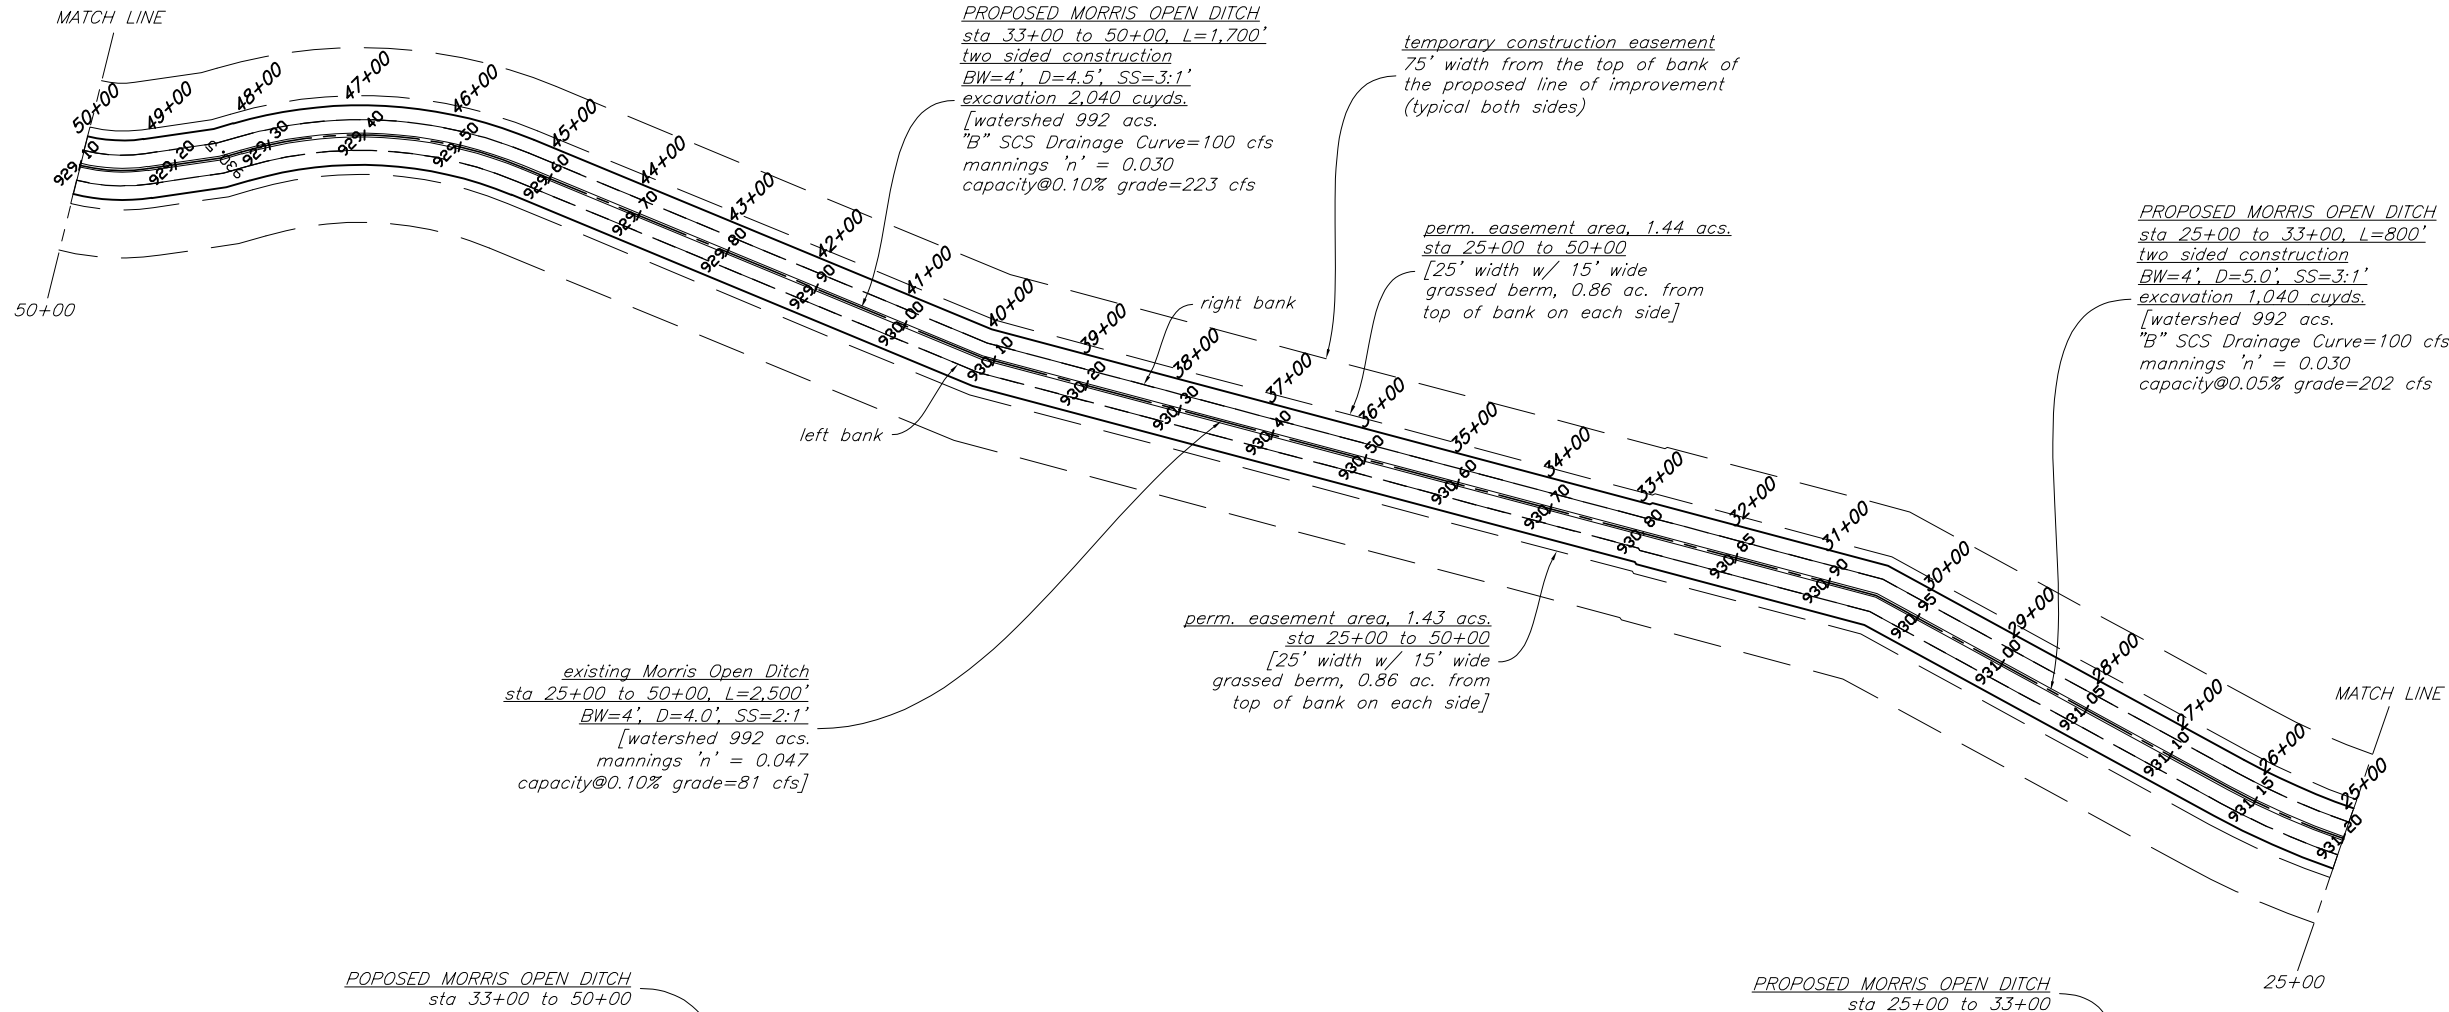 MATCH LINE
50+00
49+00
48+00
47+00
46+00
45+00
44+00
43+00
42+00
41+00
40+00
39+00
38+00
37+00
36+00
35+00
34+00
33+00
32+00
31+00
30+00
29+00
28+00
27+00
26+00
25+00
929.10
929.20
929.30
929.40
929.50
929.60
929.70
929.80
929.90
930.00
930.10
930.20
930.30
930.40
930.50
930.60
930.70
930.80
930.85
930.90
930.95
931.00
931.05
931.10
931.15
931.20
50+00
PROPOSED MORRIS OPEN DITCH
sta 33+00 to 50+00, L=1,700'
two sided construction
BW=4', D=4.5', SS=3:1'
excavation 2,040 cuyds.
[watershed 992 acs.
"B" SCS Drainage Curve=100 cfs
mannings 'n' = 0.030
capacity@0.10% grade=223 cfs
temporary construction easement
75' width from the top of bank of
the proposed line of improvement
(typical both sides)
perm. easement area, 1.44 acs.
sta 25+00 to 50+00
[25' width w/ 15' wide
grassed berm, 0.86 ac. from
top of bank on each side]
right bank
left bank
PROPOSED MORRIS OPEN DITCH
sta 25+00 to 33+00, L=800'
two sided construction
BW=4', D=5.0', SS=3:1'
excavation 1,040 cuyds.
[watershed 992 acs.
"B" SCS Drainage Curve=100 cfs
mannings 'n' = 0.030
capacity@0.05% grade=202 cfs
perm. easement area, 1.43 acs.
sta 25+00 to 50+00
[25' width w/ 15' wide
grassed berm, 0.86 ac. from
top of bank on each side]
existing Morris Open Ditch
sta 25+00 to 50+00, L=2,500'
BW=4', D=4.0', SS=2:1'
[watershed 992 acs.
mannings 'n' = 0.047
capacity@0.10% grade=81 cfs]
MATCH LINE
25+00
POPOSED MORRIS OPEN DITCH
sta 33+00 to 50+00
PROPOSED MORRIS OPEN DITCH
sta 25+00 to 33+00